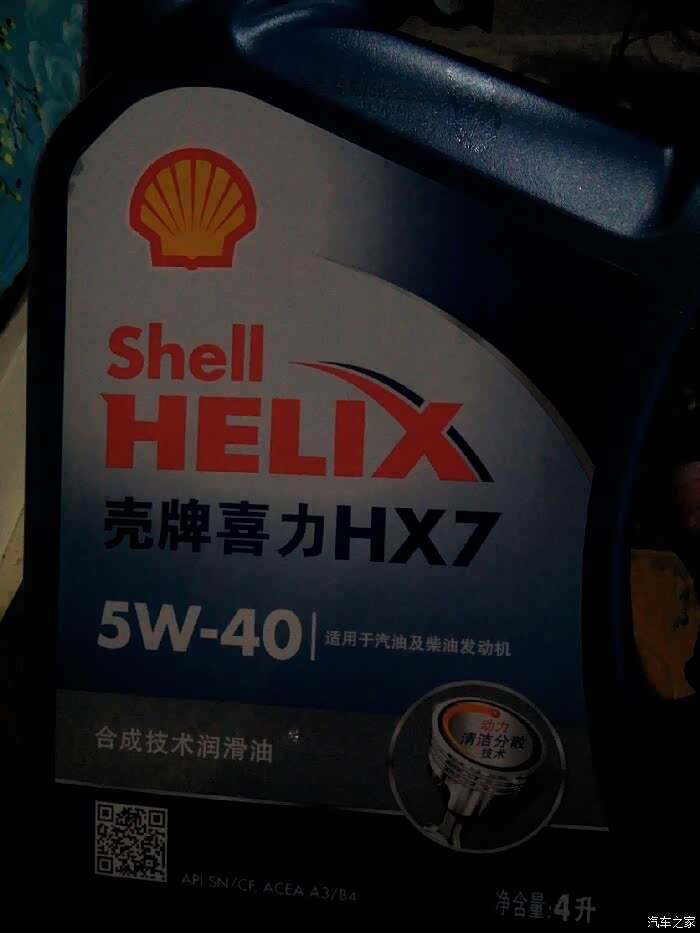 Shell
HELIX
壳牌喜力HX7
5W-40
适用于汽油及柴油发动机
动力
清洁分散
技术
合成技术润滑油
API SN/CF, ACEA A3/B4
净含量:4升
汽车之家